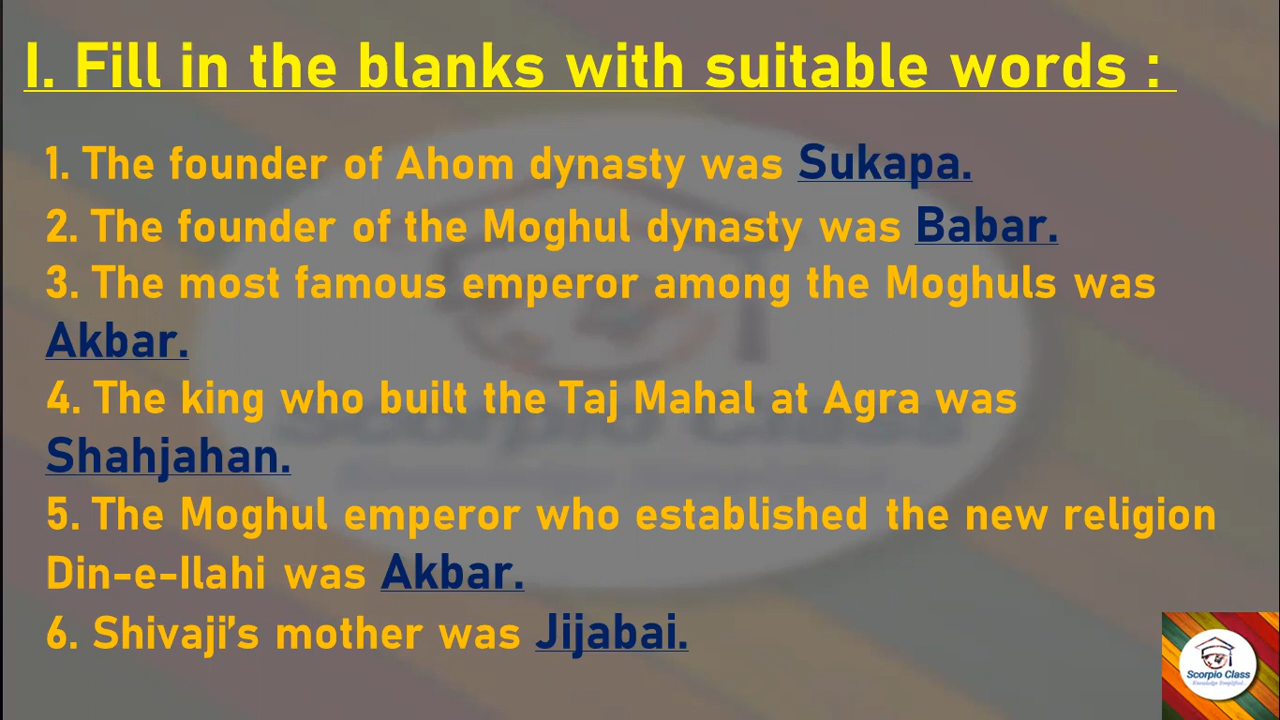 I. Fill in the blanks with suitable words :
1. The founder of Ahom dynasty was Sukapa.
2. The founder of the Moghul dynasty was Babar.
3. The most famous emperor among the Moghuls was
Akbar.
4. The king who built the Taj Mahal at Agra was
Shahjahan.
5. The Moghul emperor who established the new religion
Din-e-Ilahi was Akbar.
6. Shivaji's mother was Jijabai.
Scorpio Class
Knowledge Simplified..